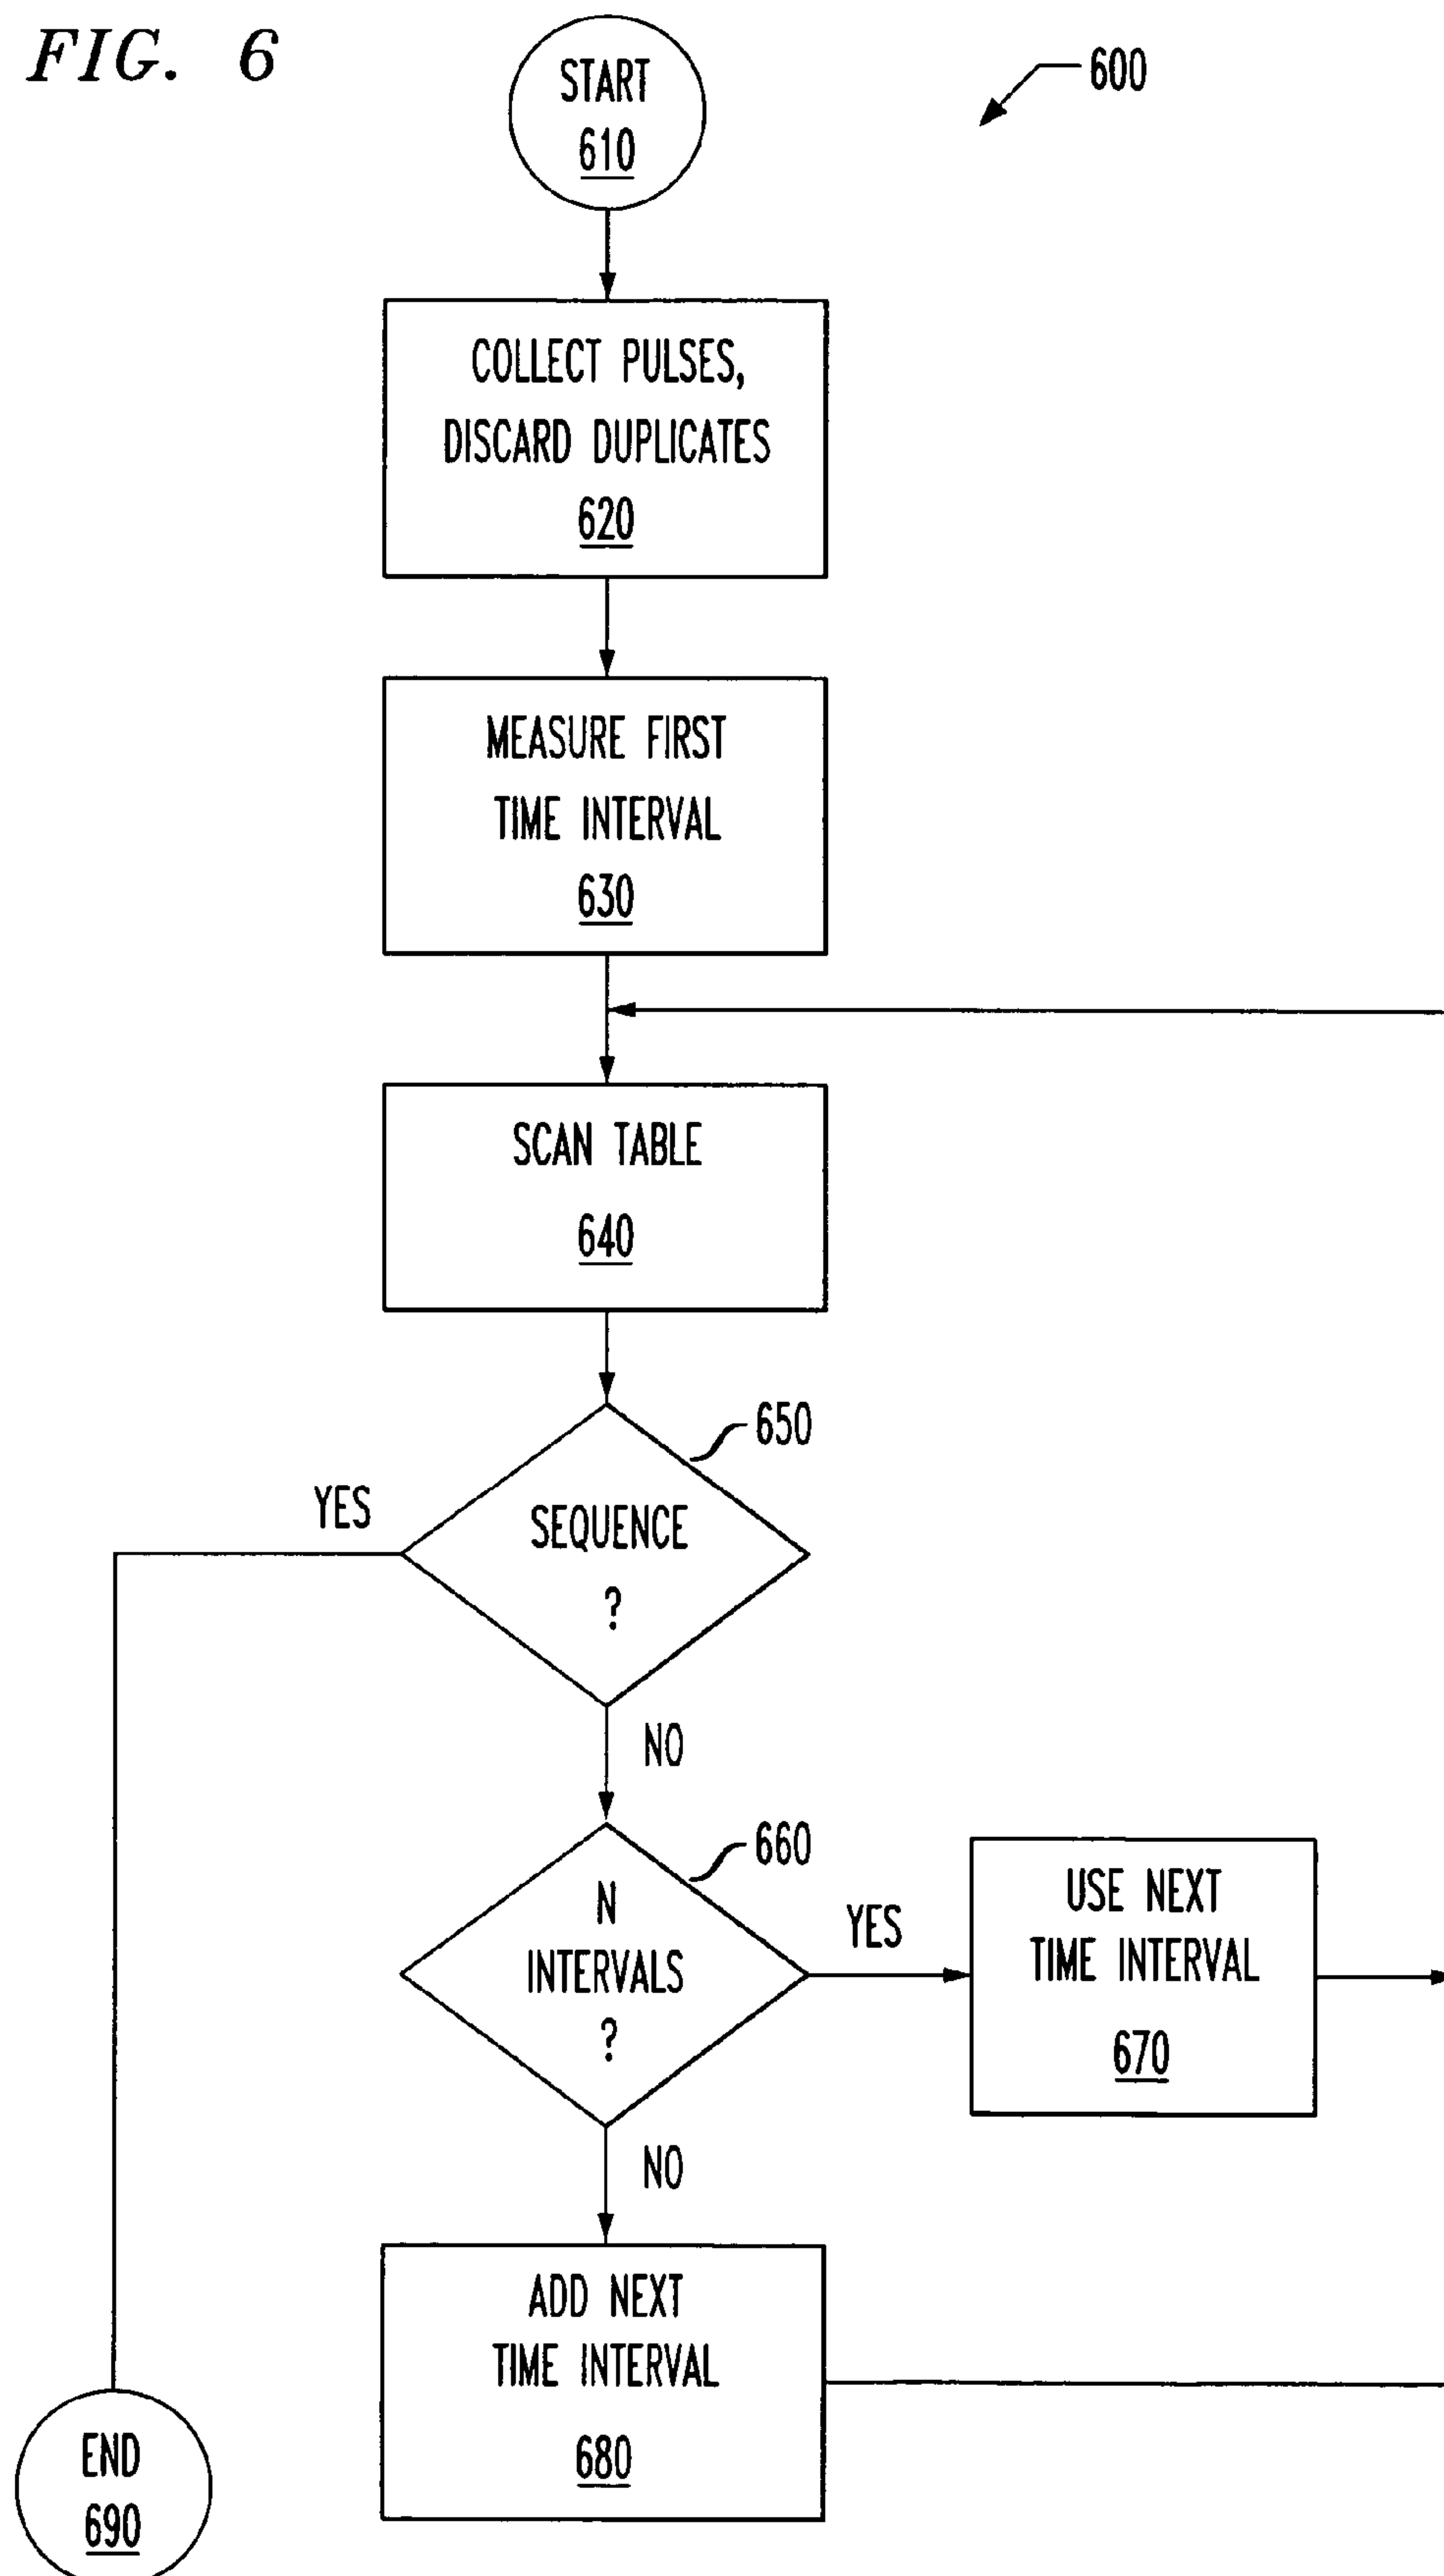 FIG. 6
600
START
610
COLLECT PULSES,
DISCARD DUPLICATES
620
MEASURE FIRST
TIME INTERVAL
630
SCAN TABLE
640
650
YES
SEQUENCE
?
NO
660
N
INTERVALS
?
YES
USE NEXT
TIME INTERVAL
670
NO
ADD NEXT
TIME INTERVAL
680
END
690